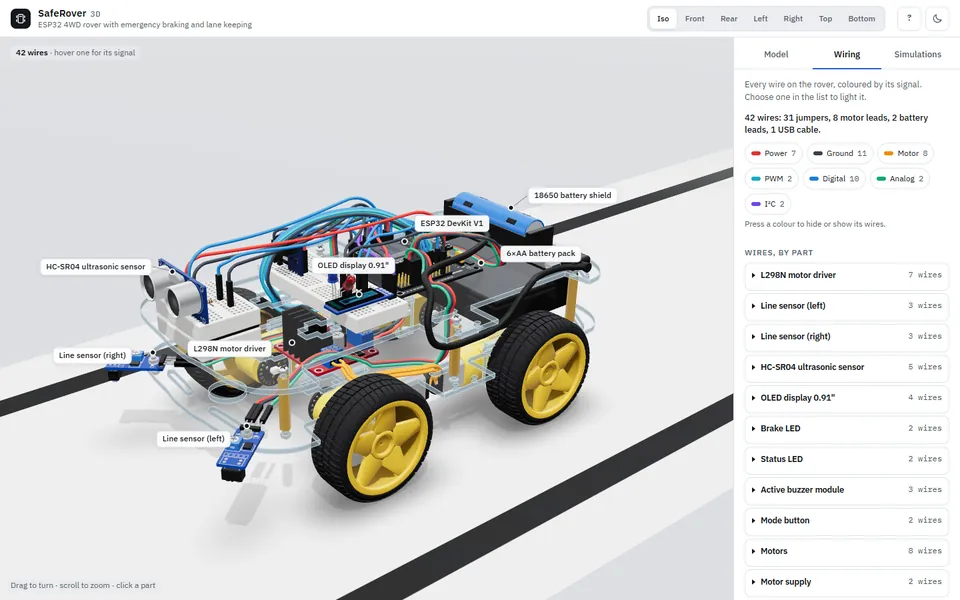 SafeRover 3D
ESP32 4WD rover with emergency braking and lane keeping
Iso Front Rear Left Right Top Bottom
?
42 wires · hover one for its signal
Model Wiring Simulations
Every wire on the rover, coloured by its signal.
Choose one in the list to light it.
42 wires: 31 jumpers, 8 motor leads, 2 battery
leads, 1 USB cable.
Power 7 Ground 11 Motor 8
PWM 2 Digital 10 Analog 2
I²C 2
Press a colour to hide or show its wires.
WIRES, BY PART
L298N motor driver 7 wires
Line sensor (left) 3 wires
Line sensor (right) 3 wires
HC-SR04 ultrasonic sensor 5 wires
OLED display 0.91" 4 wires
Brake LED 2 wires
Status LED 2 wires
Active buzzer module 3 wires
Mode button 2 wires
Motors 8 wires
Motor supply 2 wires
18650 battery shield
ESP32 DevKit V1
6×AA battery pack
OLED display 0.91"
HC-SR04 ultrasonic sensor
L298N motor driver
Line sensor (right)
Line sensor (left)
Drag to turn · scroll to zoom · click a part